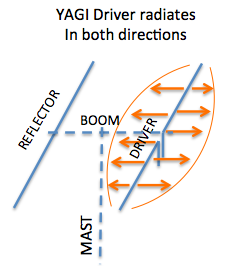 YAGI Driver radiates
In both directions
REFLECTOR
BOOM
DRIVER
MAST